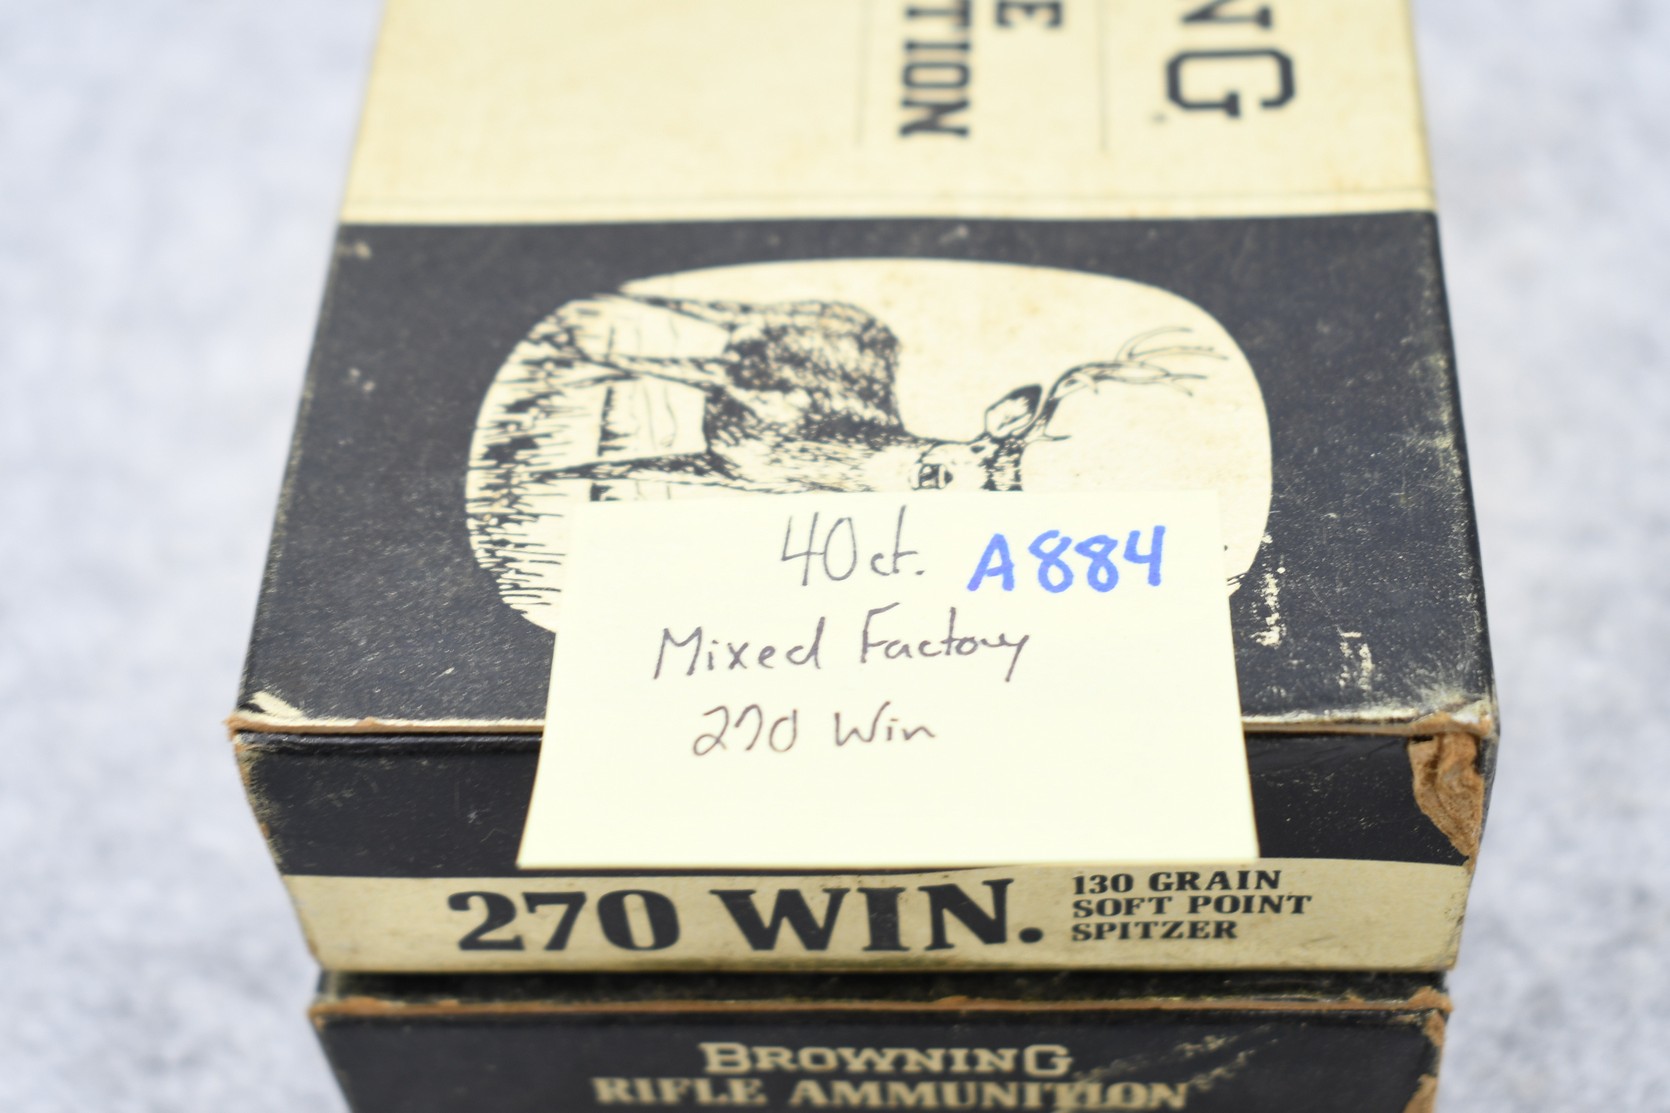 NG
E
TION
40ct. A884
Mixed Factory
270 Win
270 WIN. 130 GRAIN
SOFT POINT
SPITZER
BROWNING
RIFLE AMMUNITION